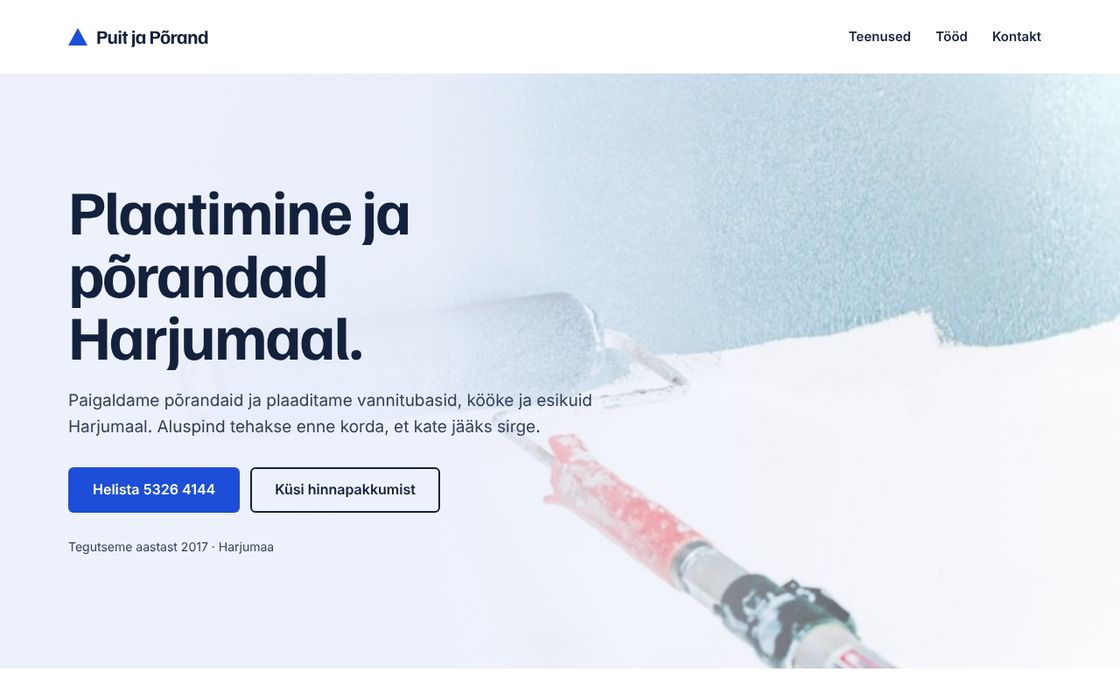 Puit ja Põrand
Teenused Tööd Kontakt
Plaatimine ja
põrandad
Harjumaal.
Paigaldame põrandaid ja plaaditame vannitubasid, kööke ja esikuid
Harjumaal. Aluspind tehakse enne korda, et kate jääks sirge.
Helista 5326 4144
Küsi hinnapakkumist
Tegutseme aastast 2017 · Harjumaa